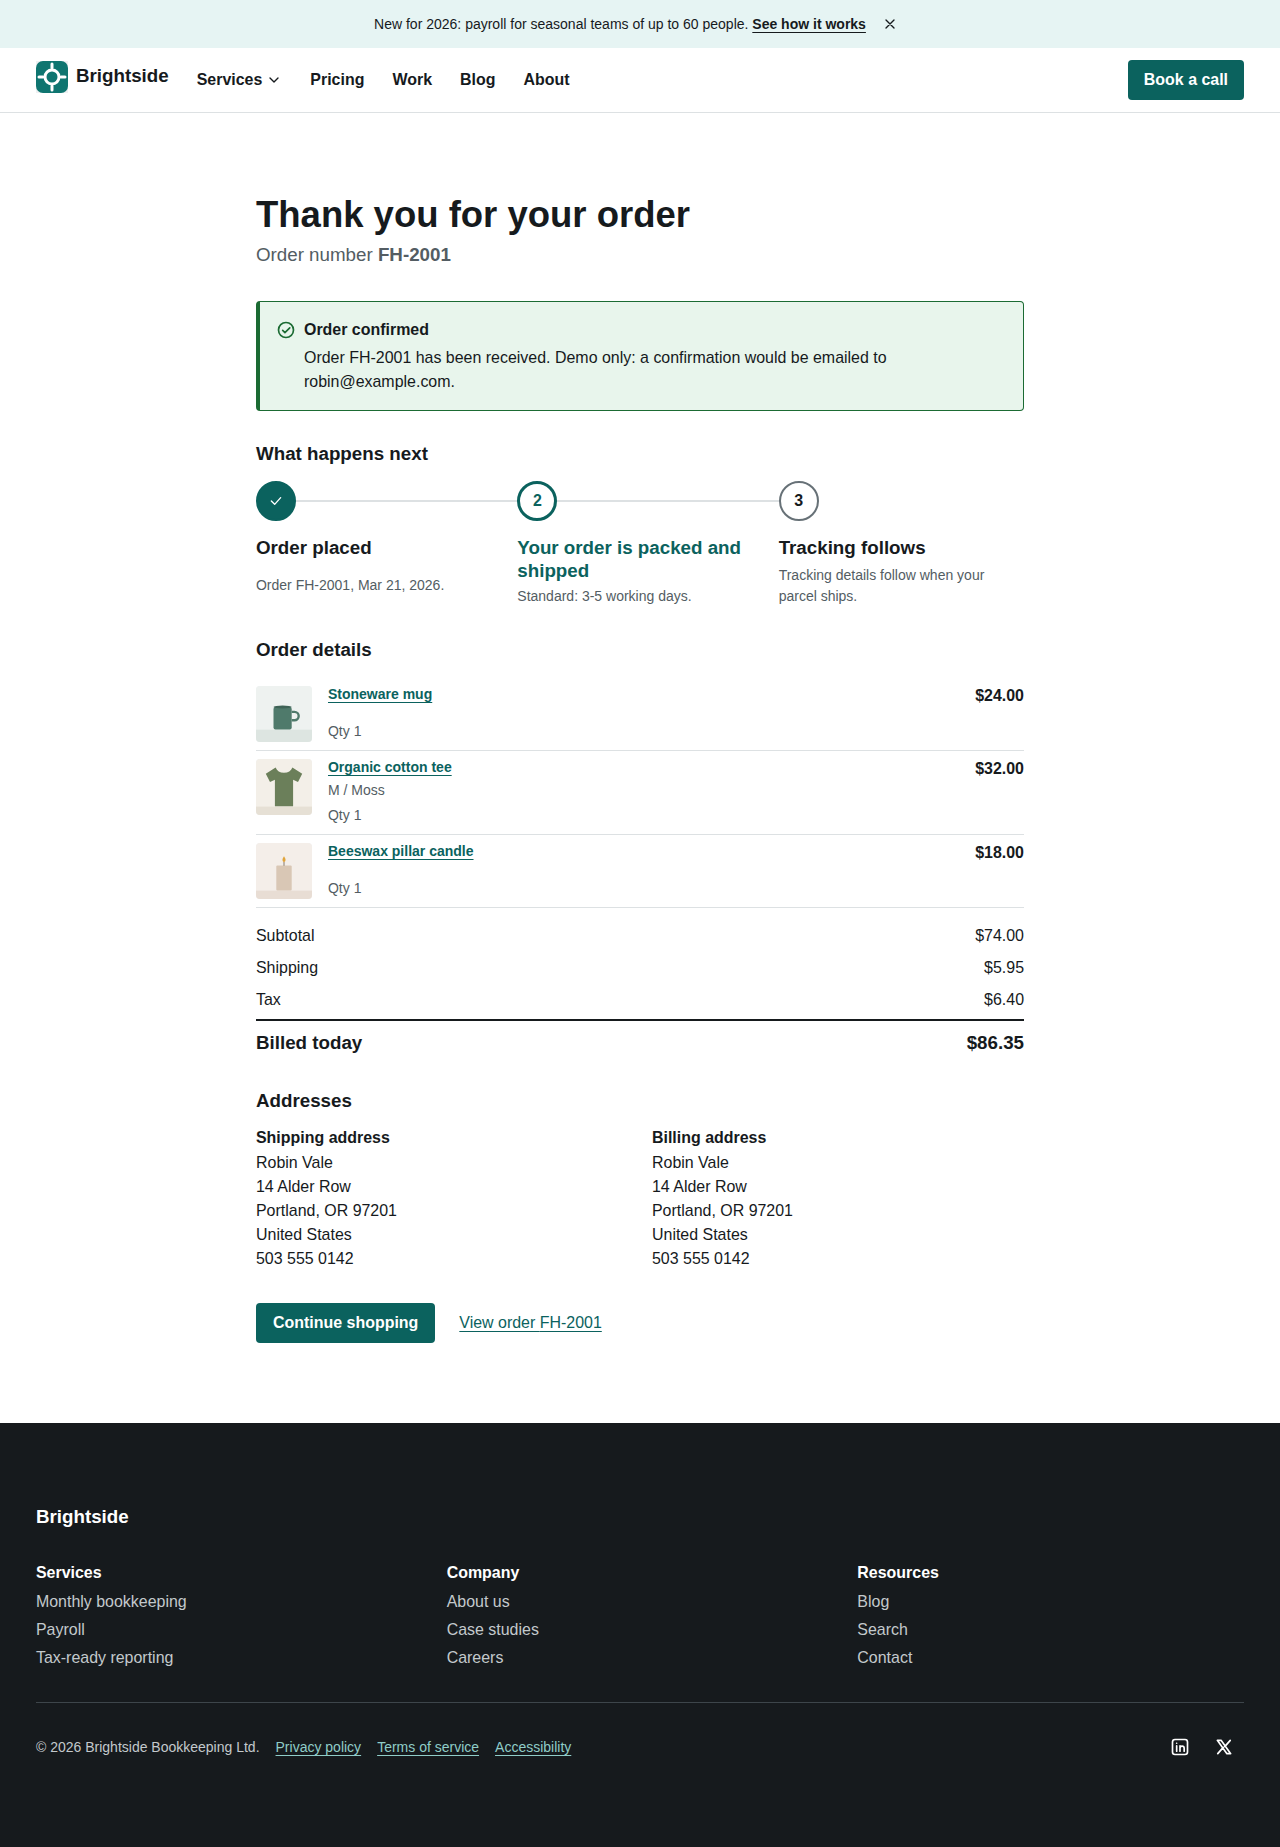 New for 2026: payroll for seasonal teams of up to 60 people. See how it works
Brightside
Services
Pricing
Work
Blog
About
Book a call
Thank you for your order
Order number FH-2001
Order confirmed
Order FH-2001 has been received. Demo only: a confirmation would be emailed to
robin@example.com.
What happens next
2
3
Order placed
Order FH-2001, Mar 21, 2026.
Your order is packed and
shipped
Standard: 3-5 working days.
Tracking follows
Tracking details follow when your
parcel ships.
Order details
Stoneware mug
$24.00
Qty 1
Organic cotton tee
$32.00
M / Moss
Qty 1
Beeswax pillar candle
$18.00
Qty 1
Subtotal
$74.00
Shipping
$5.95
Tax
$6.40
Billed today
$86.35
Addresses
Shipping address
Robin Vale
14 Alder Row
Portland, OR 97201
United States
503 555 0142
Billing address
Robin Vale
14 Alder Row
Portland, OR 97201
United States
503 555 0142
Continue shopping
View order FH-2001
Brightside
Services
Monthly bookkeeping
Payroll
Tax-ready reporting
Company
About us
Case studies
Careers
Resources
Blog
Search
Contact
© 2026 Brightside Bookkeeping Ltd.
Privacy policy
Terms of service
Accessibility